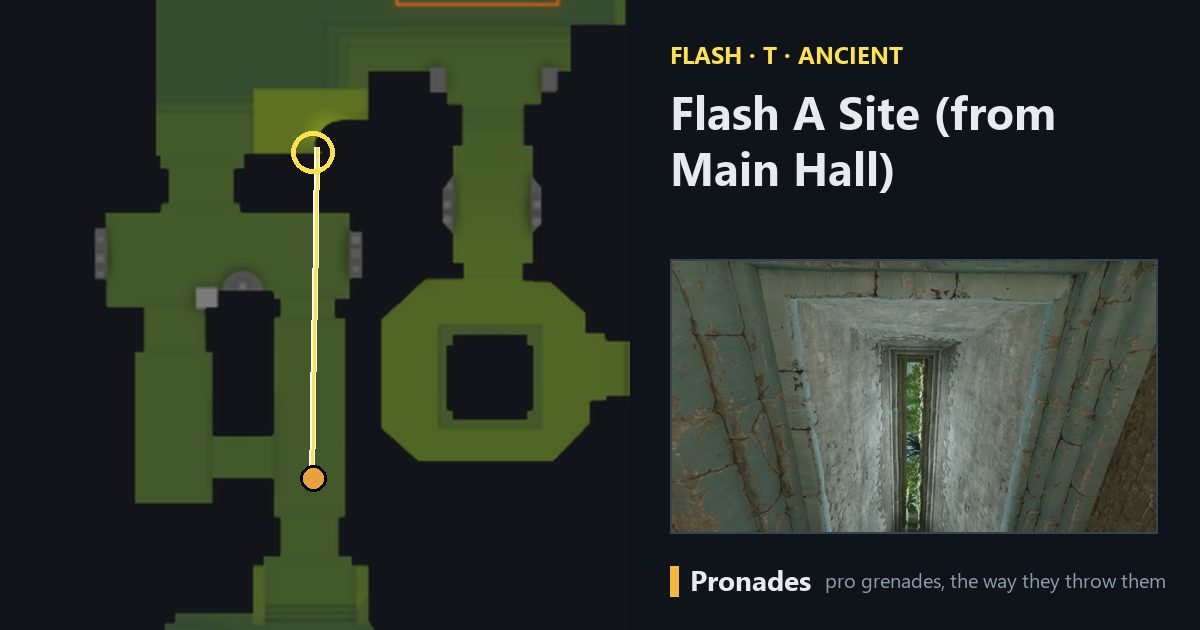 FLASH · T · ANCIENT
Flash A Site (from
Main Hall)
Pronades pro grenades, the way they throw them